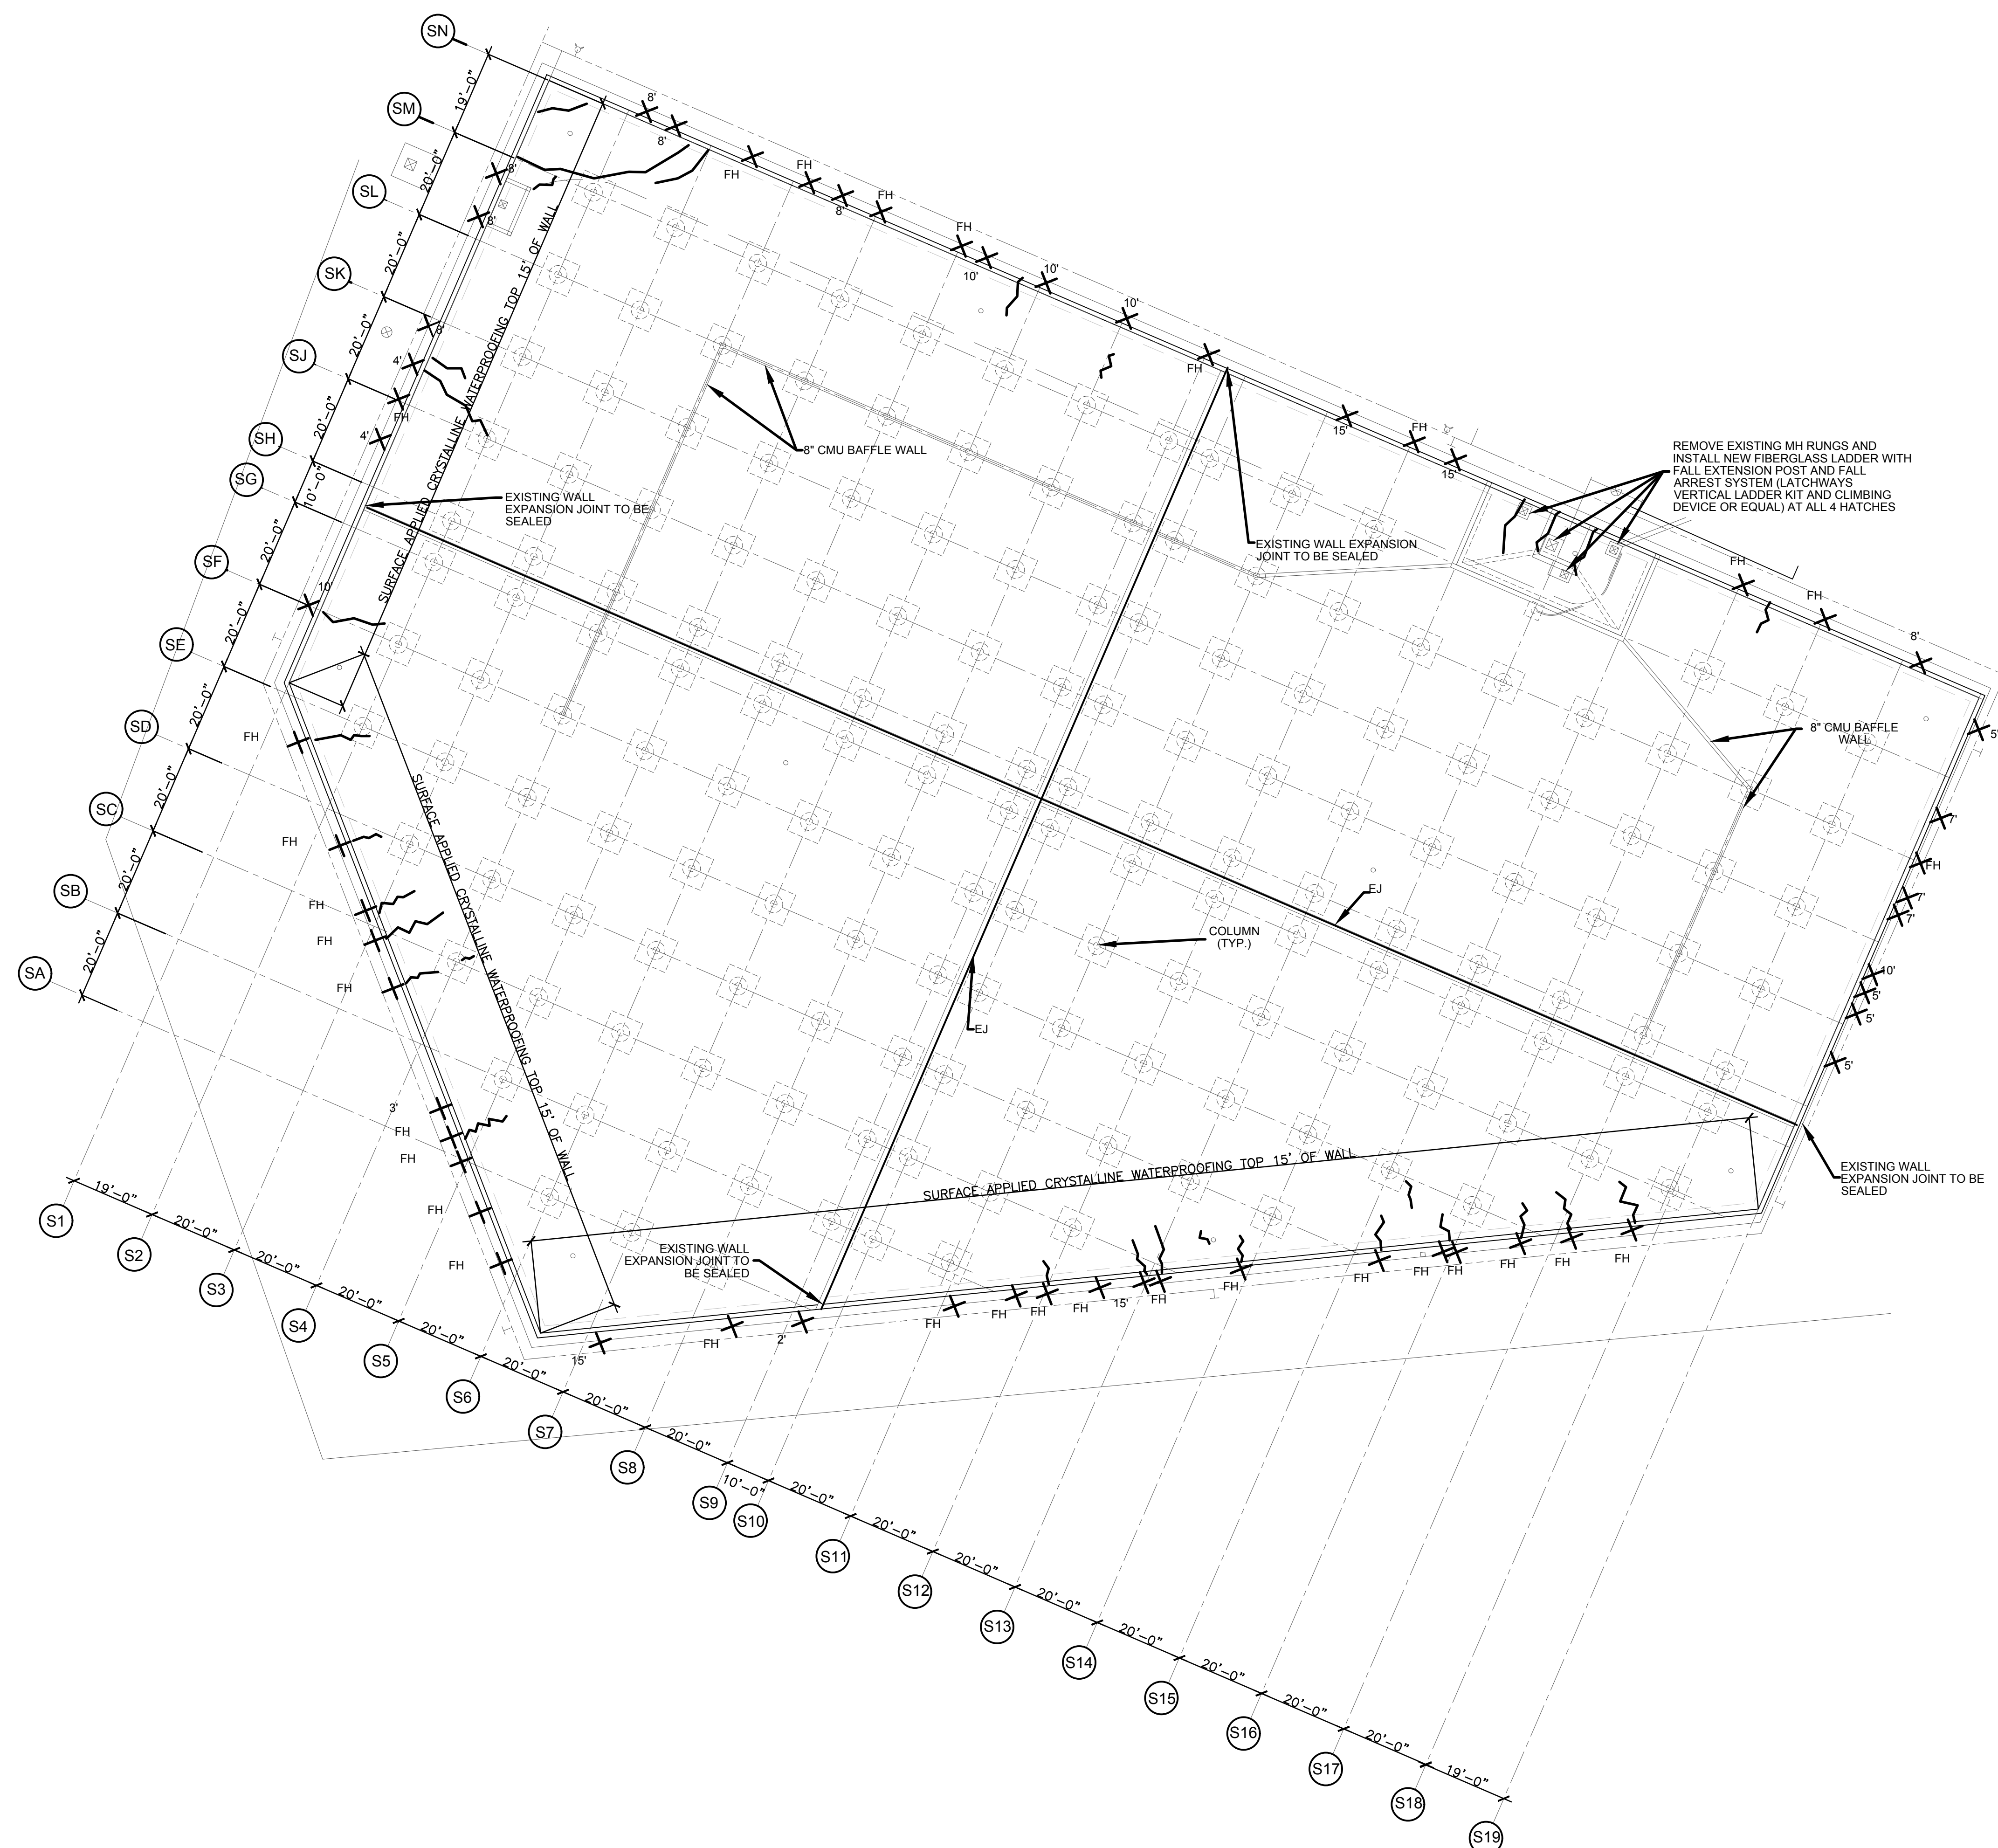 SN
SM
SL
SK
SJ
SH
SG
SF
SE
SD
SC
SB
SA
19'-0"
20'-0"
20'-0"
20'-0"
20'-0"
10'-0"
20'-0"
20'-0"
20'-0"
20'-0"
20'-0"
20'-0"
8'
8'
FH
FH
8'
FH
FH
10'
10'
10'
FH
15'
FH
15'
FH
FH
8'
8'
8'
8'
4'
FH
4'
10'
SURFACE APPLIED CRYSTALLINE WATERPROOFING TOP 15' OF WALL
8" CMU BAFFLE WALL
EXISTING WALL
EXPANSION JOINT TO BE
SEALED
EXISTING WALL EXPANSION
JOINT TO BE SEALED
REMOVE EXISTING MH RUNGS AND
INSTALL NEW FIBERGLASS LADDER WITH
FALL EXTENSION POST AND FALL
ARREST SYSTEM (LATCHWAYS
VERTICAL LADDER KIT AND CLIMBING
DEVICE OR EQUAL) AT ALL 4 HATCHES
8" CMU BAFFLE
WALL
5'
7'
FH
7'
7'
10'
5'
5'
5'
EJ
COLUMN
(TYP.)
EJ
SURFACE APPLIED CRYSTALLINE WATERPROOFING TOP 15' OF WALL
FH
FH
FH
FH
FH
3'
FH
FH
FH
FH
SURFACE APPLIED CRYSTALLINE WATERPROOFING TOP 15' OF WALL
EXISTING WALL
EXPANSION JOINT TO BE
SEALED
EXISTING WALL
EXPANSION JOINT TO
BE SEALED
15'
FH
2'
FH
FH
FH
FH
15'
FH
FH
FH
FH
FH
FH
FH
FH
19'-0"
20'-0"
20'-0"
20'-0"
20'-0"
20'-0"
20'-0"
20'-0"
10'-0"
20'-0"
20'-0"
20'-0"
20'-0"
20'-0"
20'-0"
20'-0"
20'-0"
19'-0"
S1
S2
S3
S4
S5
S6
S7
S8
S9
S10
S11
S12
S13
S14
S15
S16
S17
S18
S19